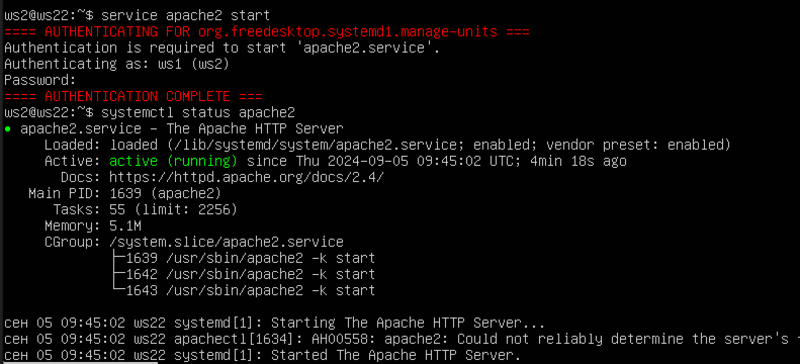 ws2@ws22:~$ service apache2 start
==== AUTHENTICATING FOR org.freedesktop.systemd1.manage-units ===
Authentication is required to start 'apache2.service'.
Authenticating as: ws1 (ws2)
Password:
==== AUTHENTICATION COMPLETE ===
ws2@ws22:~$ systemctl status apache2
● apache2.service - The Apache HTTP Server
Loaded: loaded (/lib/systemd/system/apache2.service; enabled; vendor preset: enabled)
Active: active (running) since Thu 2024-09-05 09:45:02 UTC; 4min 18s ago
Docs: https://httpd.apache.org/docs/2.4/
Main PID: 1639 (apache2)
Tasks: 55 (limit: 2256)
Memory: 5.1M
CGroup: /system.slice/apache2.service
├─1639 /usr/sbin/apache2 -k start
├─1642 /usr/sbin/apache2 -k start
└─1643 /usr/sbin/apache2 -k start
сен 05 09:45:02 ws22 systemd[1]: Starting The Apache HTTP Server...
сен 05 09:45:02 ws22 apachectl[1634]: AH00558: apache2: Could not reliably determine the server's
сен 05 09:45:02 ws22 systemd[1]: Started The Apache HTTP Server.